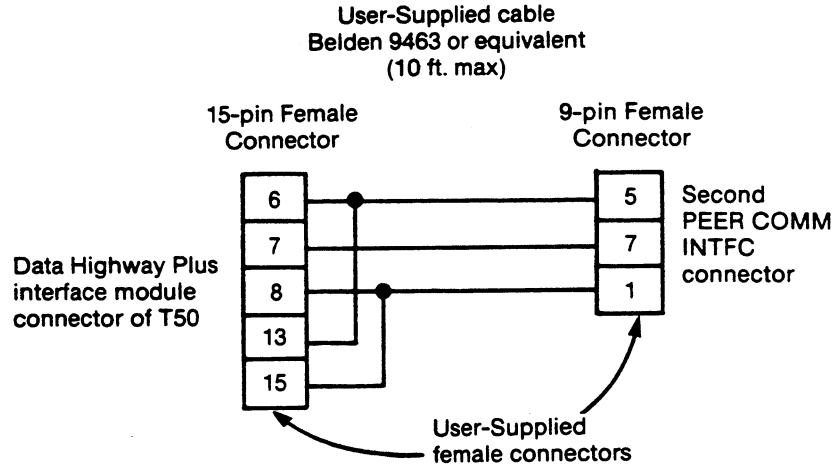 User-Supplied cable
Belden 9463 or equivalent
(10 ft. max)
15-pin Female
Connector
9-pin Female
Connector
6
7
8
13
15
5
7
1
Data Highway Plus
interface module
connector of T50
Second
PEER COMM
INTFC
connector
User-Supplied
female connectors